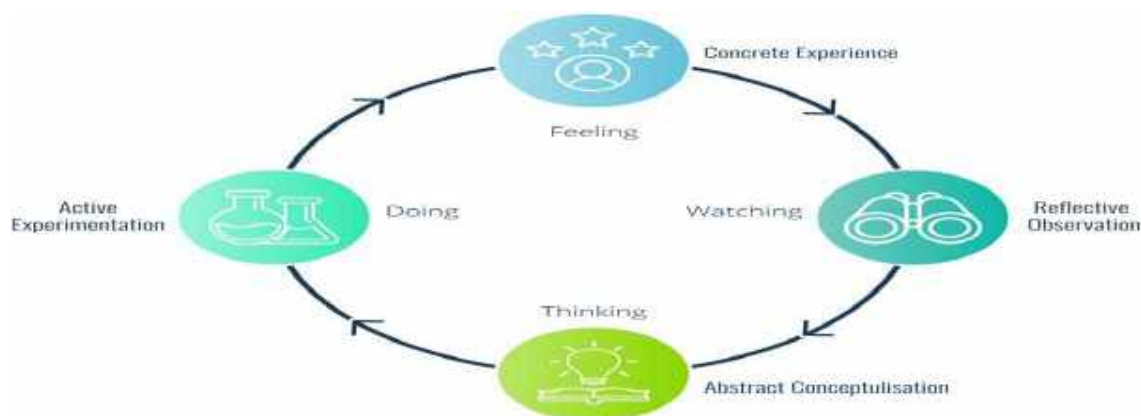 Concrete Experience
Feeling
Active
Experimentation
Doing
Watching
Reflective
Observation
Thinking
Abstract Conceptulisation